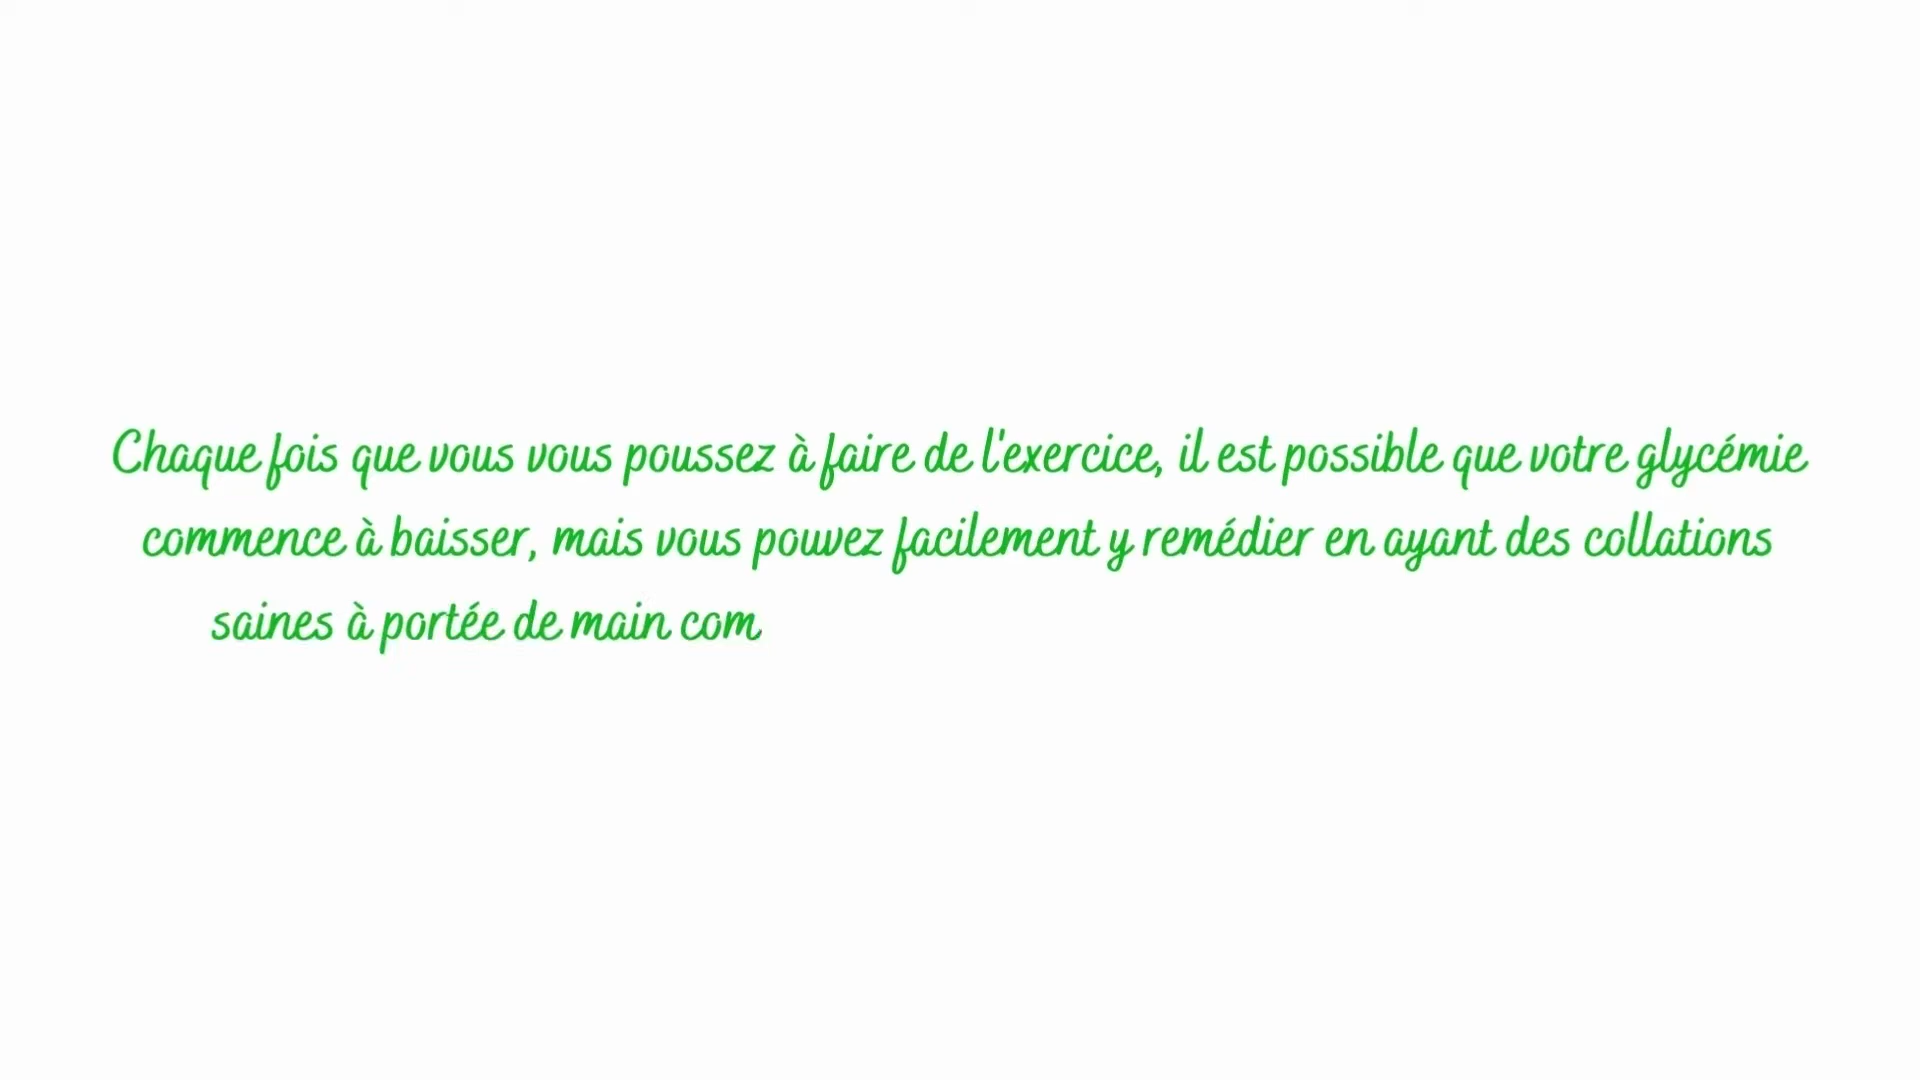 Chaque fois que vous vous poussez à faire de l'exercice, il est possible que votre glycémie
commence à baisser, mais vous pouvez facilement y remédier en ayant des collations
saines à portée de main com